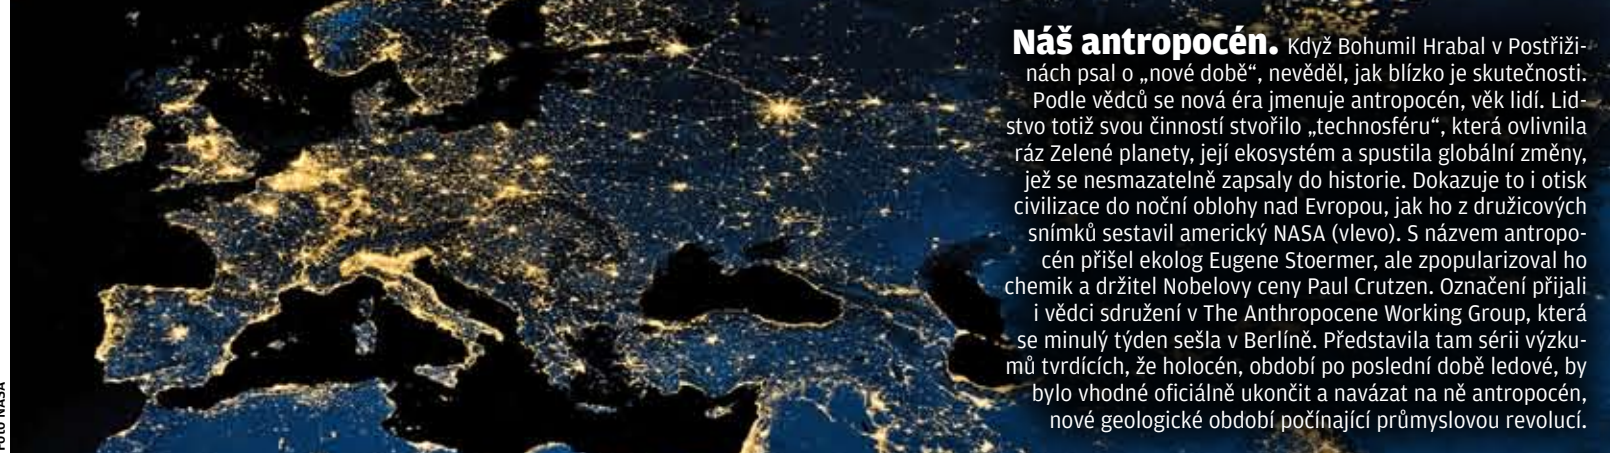 Náš antropocén. Když Bohumil Hrabal v Postřiži-
nách psal o „nové době“, nevěděl, jak blízko je skutečnosti.
Podle vědců se nová éra jmenuje antropocén, věk lidí. Lid-
stvo totiž svou činností stvořilo „technosféru“, která ovlivnila
ráz Zelené planety, její ekosystém a spustila globální změny,
jež se nesmazatelně zapsaly do historie. Dokazuje to i otisk
civilizace do noční oblohy nad Evropou, jak ho z družicových
snímků sestavil americký NASA (vlevo). S názvem antropo-
cén přišel ekolog Eugene Stoermer, ale zpopularizoval ho
chemik a držitel Nobelovy ceny Paul Crutzen. Označení přijali
i vědci sdružení v The Anthropocene Working Group, která
se minulý týden sešla v Berlíně. Představila tam sérii výzku-
mů tvrdících, že holocén, období po poslední době ledové, by
bylo vhodné oficiálně ukončit a navázat na ně antropocén,
nové geologické období počínající průmyslovou revolucí.
Foto NASA